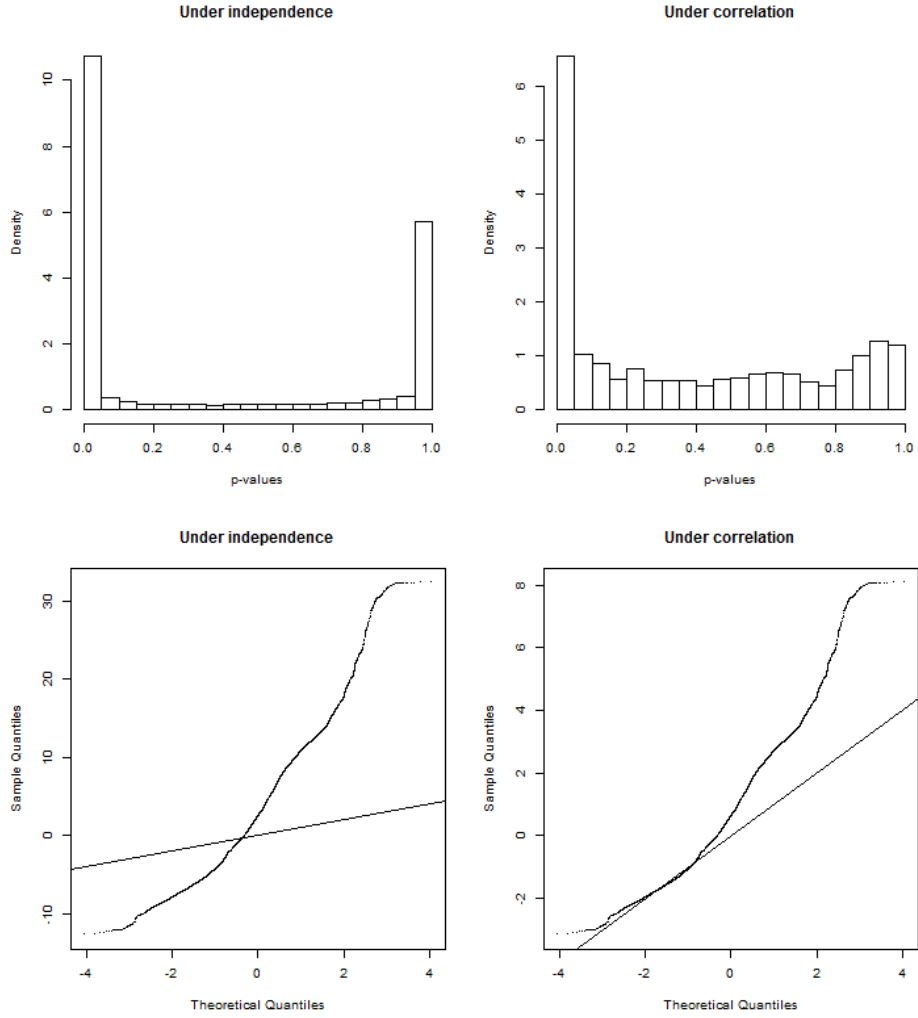 Under independence
Density
0
2
4
6
8
10
0.0 0.2 0.4 0.6 0.8 1.0
p-values
Under correlation
Density
0
1
2
3
4
5
6
0.0 0.2 0.4 0.6 0.8 1.0
p-values
Under independence
Sample Quantiles
-10
0
10
20
30
-4 -2 0 2 4
Theoretical Quantiles
Under correlation
Sample Quantiles
-2
0
2
4
6
8
-4 -2 0 2 4
Theoretical Quantiles